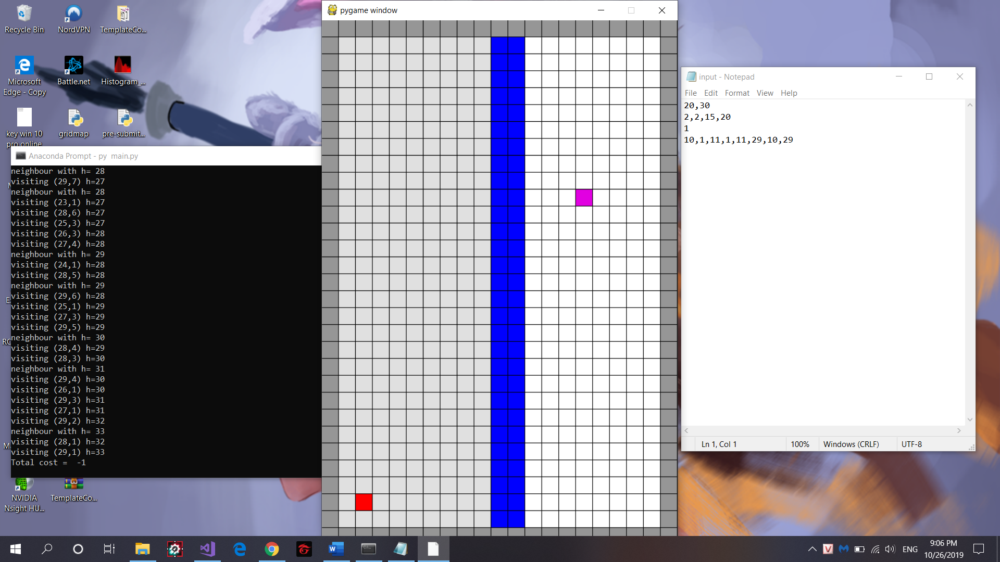 Recycle Bin
NordVPN
TemplateCo...
Microsoft
Edge - Copy
Battle.net
Histogram_...
key win 10
pro online
gridmap
pre-submit...
Anaconda Prompt - py  main.py
neighbour with h= 28
visiting (29,7) h=27
neighbour with h= 28
visiting (23,1) h=27
visiting (28,6) h=27
visiting (25,3) h=27
visiting (26,3) h=28
visiting (27,4) h=28
neighbour with h= 29
visiting (24,1) h=28
visiting (28,5) h=28
neighbour with h= 29
visiting (29,6) h=28
visiting (25,1) h=29
visiting (27,3) h=29
visiting (29,5) h=29
neighbour with h= 30
visiting (28,4) h=29
visiting (28,3) h=30
neighbour with h= 31
visiting (29,4) h=30
visiting (26,1) h=30
visiting (29,3) h=31
visiting (27,1) h=31
visiting (29,2) h=32
neighbour with h= 33
visiting (28,1) h=32
visiting (29,1) h=33
Total cost =  -1
NVIDIA
Nsight HU...
TemplateCo...
pygame window
input - Notepad
File Edit Format View Help
20,30
2,2,15,20
1
10,1,11,1,11,29,10,29
Ln 1, Col 1
100%
Windows (CRLF)
UTF-8
ENG
9:06 PM
10/26/2019